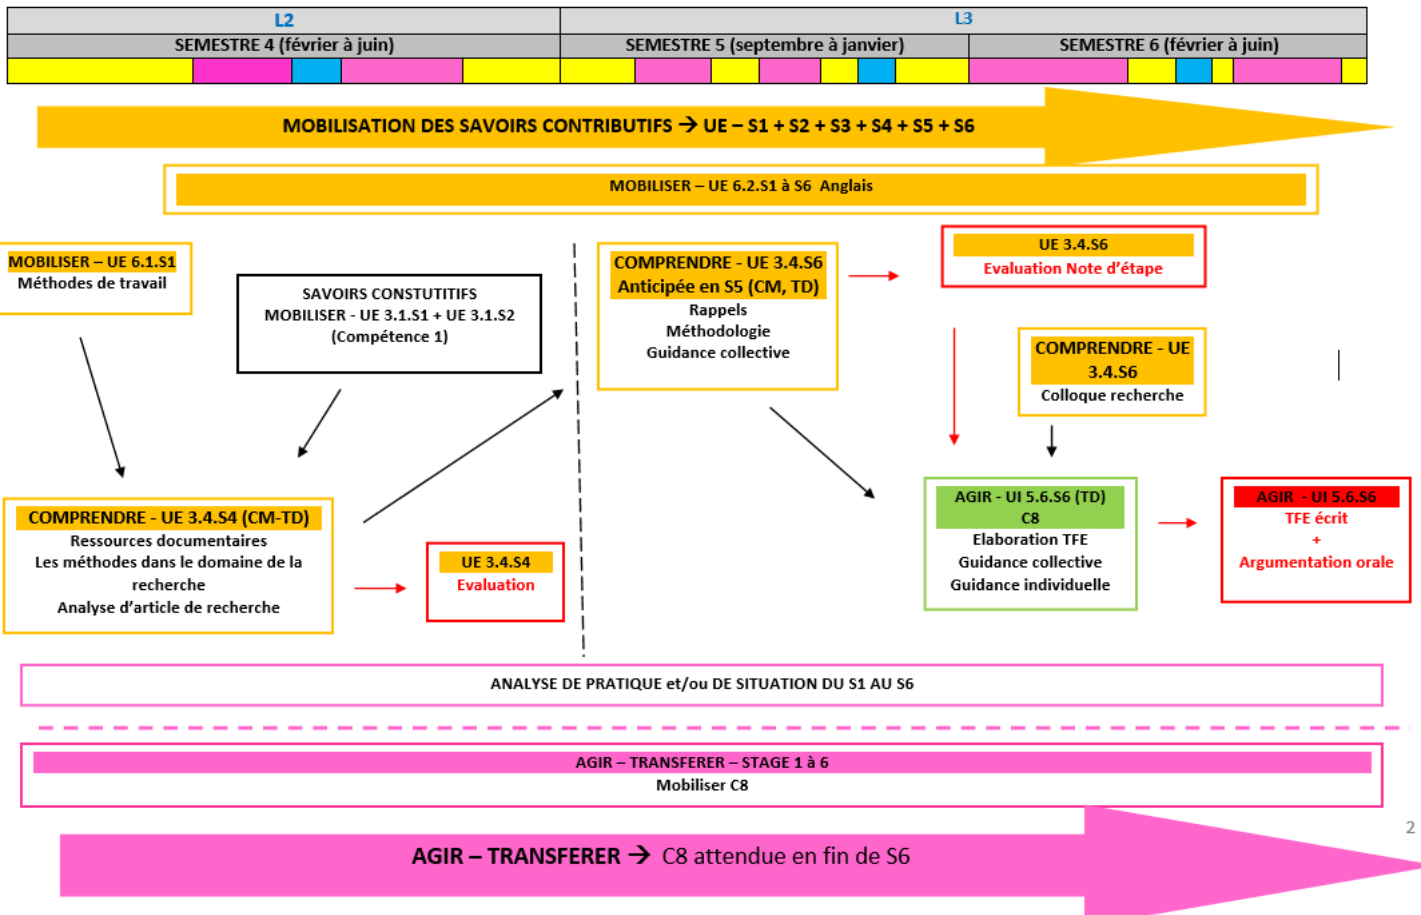 L2
L3
SEMESTRE 4 (février à juin)
SEMESTRE 5 (septembre à janvier)
SEMESTRE 6 (février à juin)
MOBILISATION DES SAVOIRS CONTRIBUTIFS → UE – S1 + S2 + S3 + S4 + S5 + S6
MOBILISER – UE 6.2.S1 à S6 Anglais
MOBILISER – UE 6.1.S1
Méthodes de travail
SAVOIRS CONSTUTITIFS
MOBILISER - UE 3.1.S1 + UE 3.1.S2
(Compétence 1)
COMPRENDRE - UE 3.4.S6
Anticipée en S5 (CM, TD)
Rappels
Méthodologie
Guidance collective
UE 3.4.S6
Evaluation Note d’étape
COMPRENDRE - UE
3.4.S6
Colloque recherche
COMPRENDRE - UE 3.4.S4 (CM-TD)
Ressources documentaires
Les méthodes dans le domaine de la
recherche
Analyse d’article de recherche
UE 3.4.S4
Evaluation
AGIR - UI 5.6.S6 (TD)
C8
Elaboration TFE
Guidance collective
Guidance individuelle
AGIR - UI 5.6.S6
TFE écrit
+
Argumentation orale
ANALYSE DE PRATIQUE et/ou DE SITUATION DU S1 AU S6
AGIR – TRANSFERER – STAGE 1 à 6
Mobiliser C8
AGIR – TRANSFERER → C8 attendue en fin de S6
2